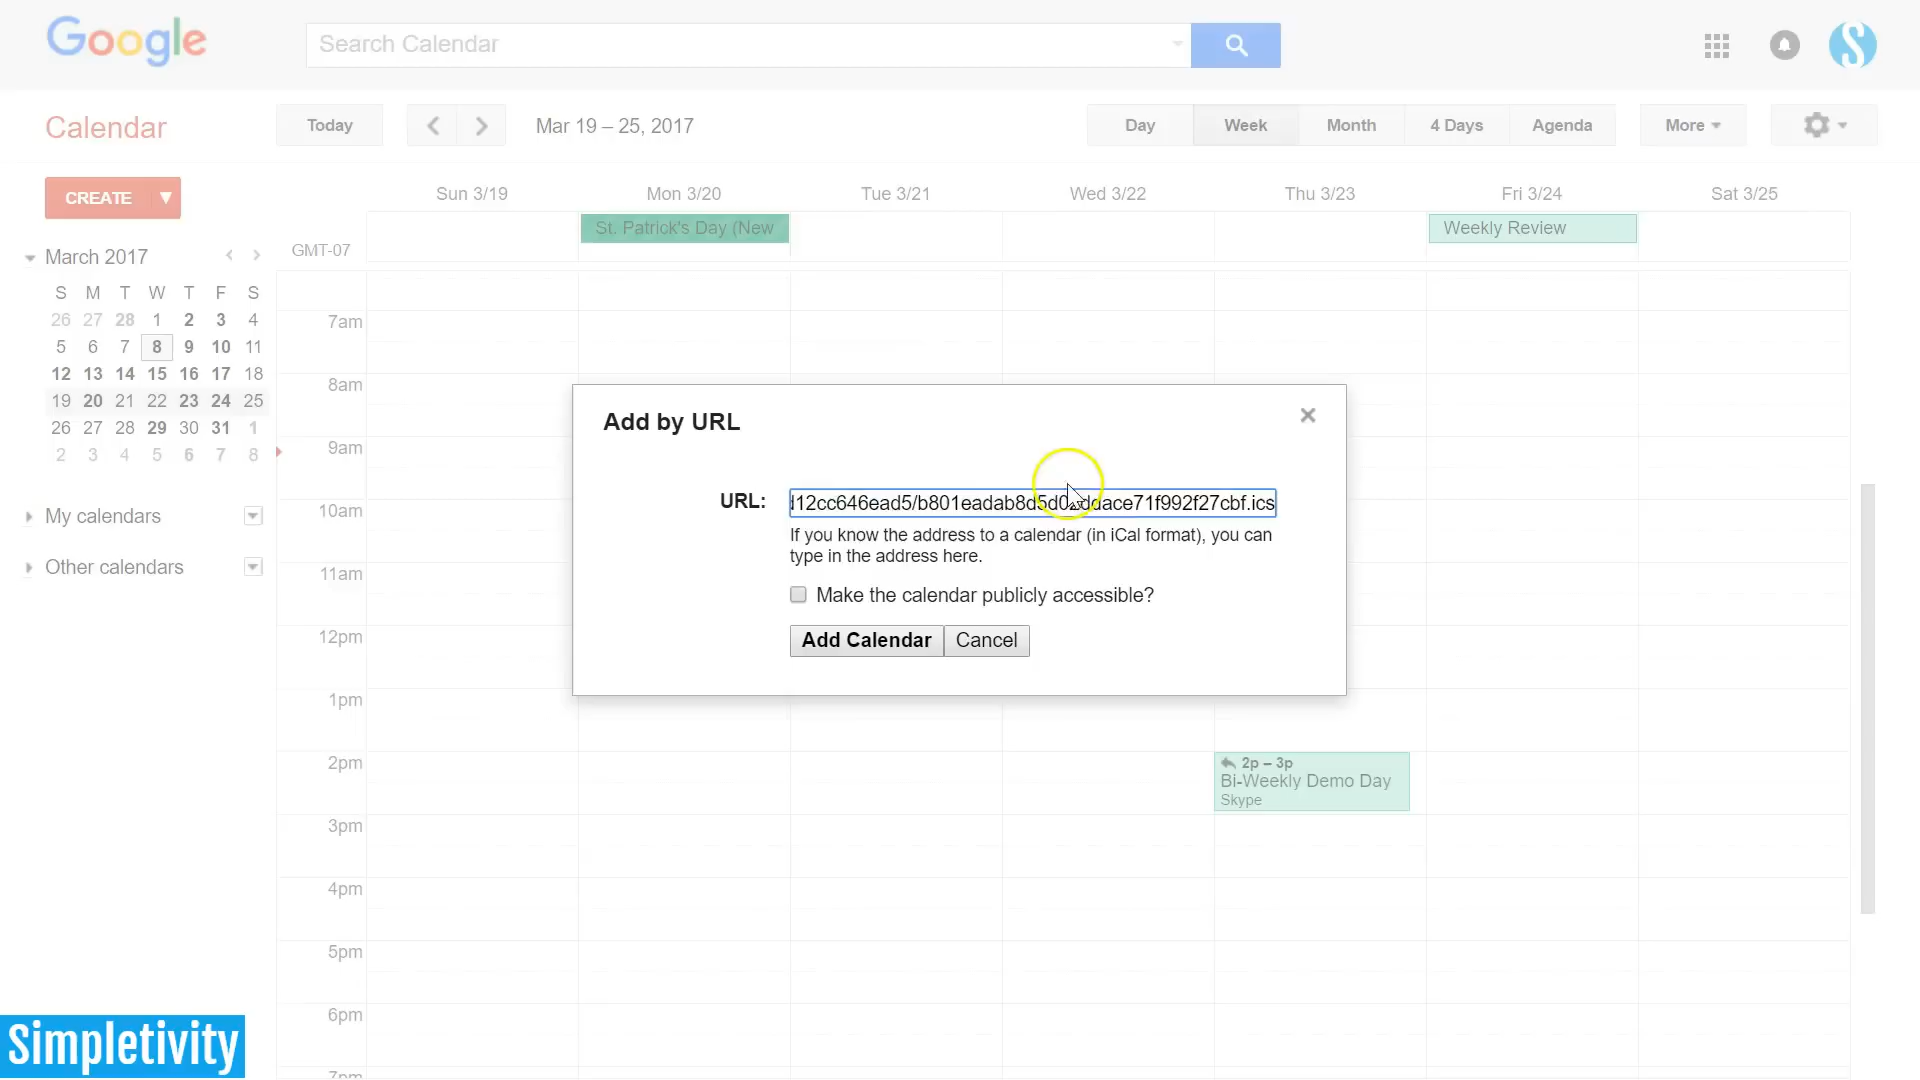 Google
Search Calendar
Calendar
Today
Mar 19 – 25, 2017
Day
Week
Month
4 Days
Agenda
More
CREATE
March 2017
S M T W T F S
26 27 28 1 2 3 4
5 6 7 8 9 10 11
12 13 14 15 16 17 18
19 20 21 22 23 24 25
26 27 28 29 30 31 1
2 3 4 5 6 7 8
My calendars
Other calendars
Sun 3/19
Mon 3/20
Tue 3/21
Wed 3/22
Thu 3/23
Fri 3/24
Sat 3/25
GMT-07
St. Patrick's Day (New
Weekly Review
7am
8am
9am
10am
11am
12pm
1pm
2pm
3pm
4pm
5pm
6pm
7pm
Add by URL
URL:
If you know the address to a calendar (in iCal format), you can
type in the address here.
Make the calendar publicly accessible?
Add Calendar
Cancel
2p – 3p
Bi-Weekly Demo Day
Skype
Simpletivity